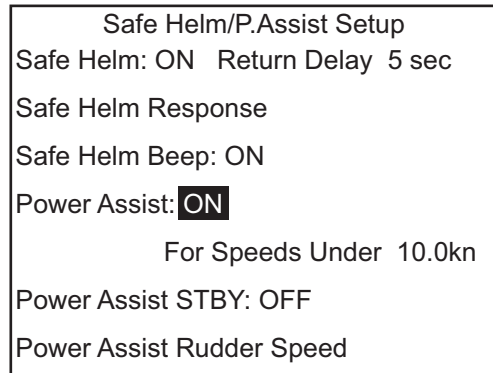 Safe Helm/P.Assist Setup
Safe Helm: ON Return Delay 5 sec
Safe Helm Response
Safe Helm Beep: ON
Power Assist: ON
For Speeds Under 10.0kn
Power Assist STBY: OFF
Power Assist Rudder Speed